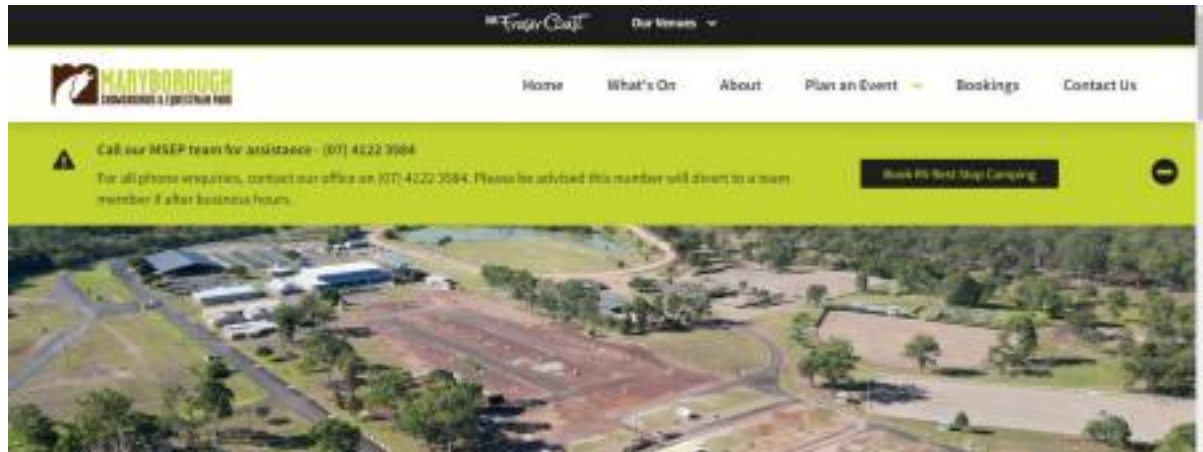 Fraser Coast
Our Venues
MARYBOROUGH
SHOWGROUNDS & EQUESTRIAN PARK
Home
What's On
About
Plan an Event
Bookings
Contact Us
Call our MSEP team for assistance - (07) 4122 3984
For all phone enquiries, contact our office on (07) 4122 3984. Please be advised this number will divert to a team
member if after business hours.
Book RV Rest Stop Camping